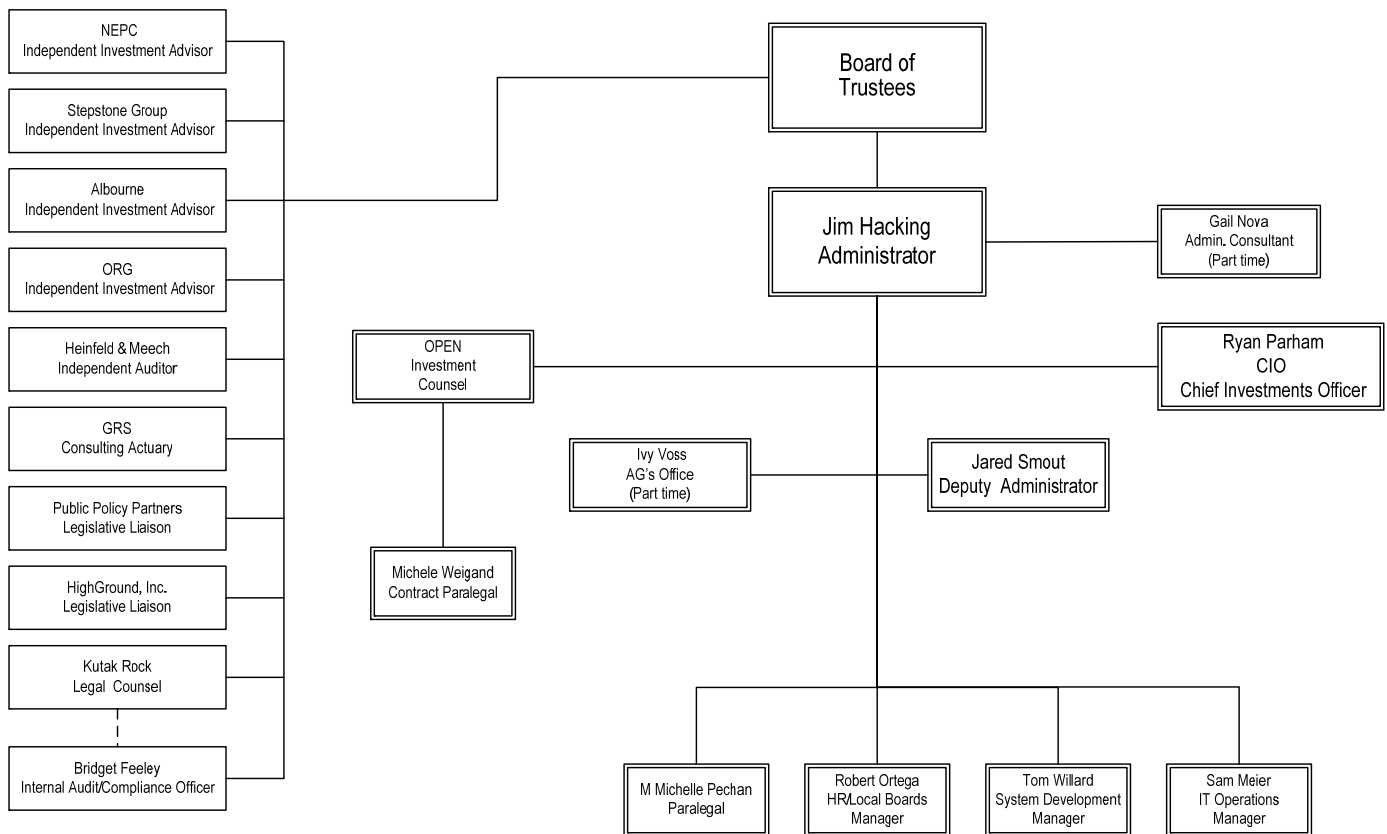 NEPC
Independent Investment Advisor
Stepstone Group
Independent Investment Advisor
Albourne
Independent Investment Advisor
ORG
Independent Investment Advisor
Heinfeld & Meech
Independent Auditor
GRS
Consulting Actuary
Public Policy Partners
Legislative Liaison
HighGround, Inc.
Legislative Liaison
Kutak Rock
Legal Counsel
Bridget Feeley
Internal Audit/Compliance Officer
Board of
Trustees
Jim Hacking
Administrator
Gail Nova
Admin. Consultant
(Part time)
OPEN
Investment
Counsel
Ryan Parham
CIO
Chief Investments Officer
Ivy Voss
AG's Office
(Part time)
Jared Smout
Deputy Administrator
Michele Weigand
Contract Paralegal
M Michelle Pechan
Paralegal
Robert Ortega
HR/Local Boards
Manager
Tom Willard
System Development
Manager
Sam Meier
IT Operations
Manager